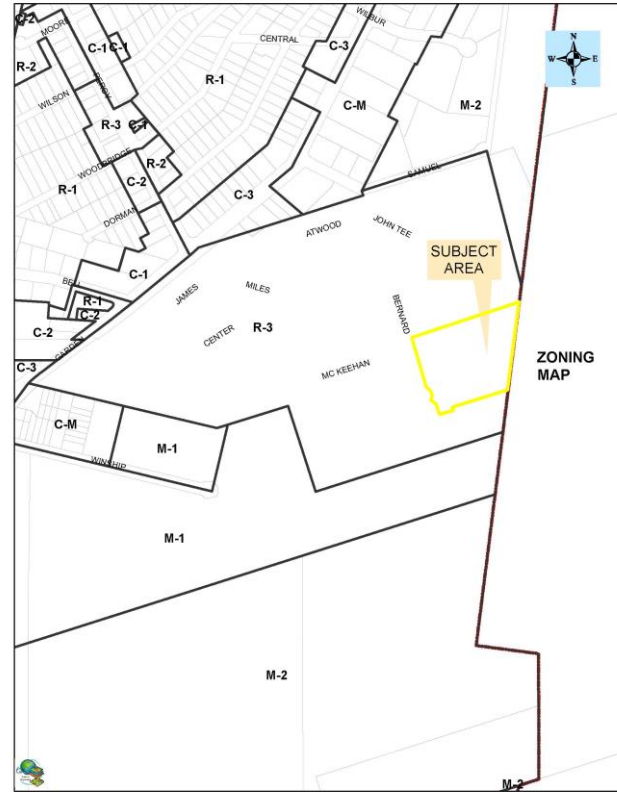 C-2
MOORE
C-1
C-1
R-2
PERCY
WILSON
R-3
C-1
WOODBRIDGE
R-2
R-1
C-2
DORMAN
C-1
BELL
R-1
C-2
C-2
GARDEN
C-3
R-1
CENTRAL
WILBUR
C-3
C-M
M-2
N
W E
S
C-3
SAMUEL
ATWOOD
JOHN TEE
SUBJECT
AREA
JAMES
MILES
BERNARD
CENTER
R-3
MC KEEHAN
ZONING
MAP
C-M
M-1
WINSHIP
M-1
M-2
M-2